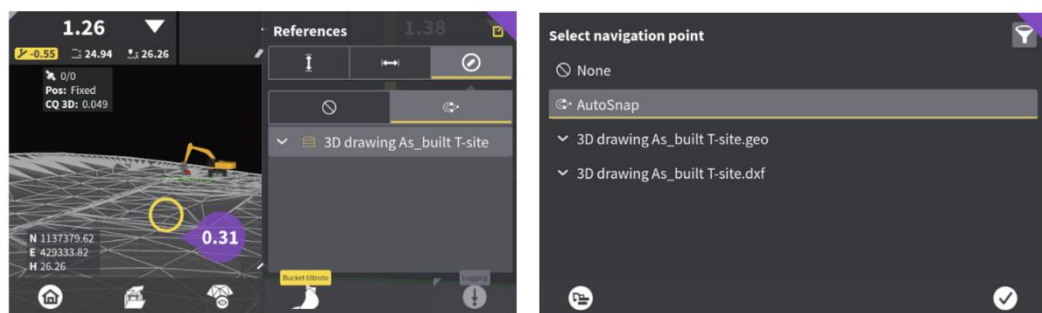 1.26
-0.55
24.94
26.26
0/0
Pos: Fixed
CQ 3D: 0.049
N 1137379.62
E 429333.82
H 26.26
0.31
References
1.38
3D drawing As_built T-site
Bucket tiltroto
Logging
Select navigation point
None
AutoSnap
3D drawing As_built T-site.geo
3D drawing As_built T-site.dxf